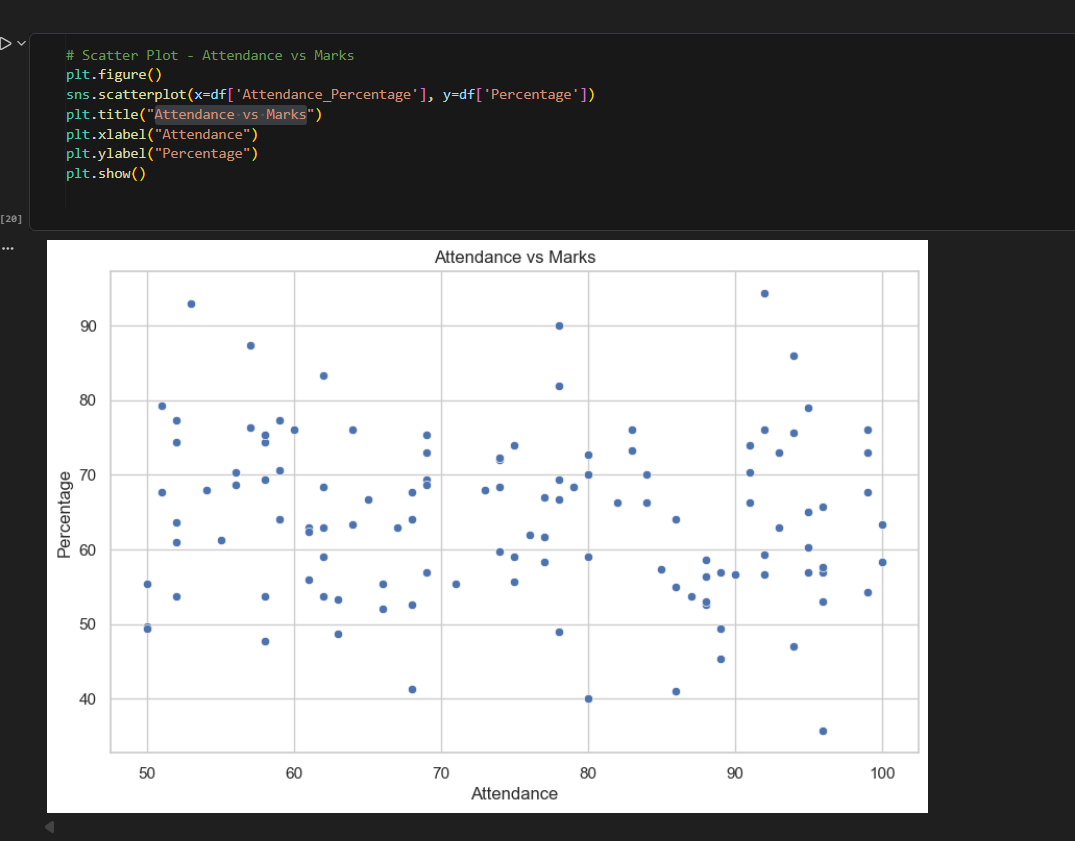 # Scatter Plot - Attendance vs Marks
plt.figure()
sns.scatterplot(x=df['Attendance_Percentage'], y=df['Percentage'])
plt.title("Attendance vs Marks")
plt.xlabel("Attendance")
plt.ylabel("Percentage")
plt.show()
[20]
...
Attendance vs Marks
90
80
70
60
50
40
Percentage
50 60 70 80 90 100
Attendance